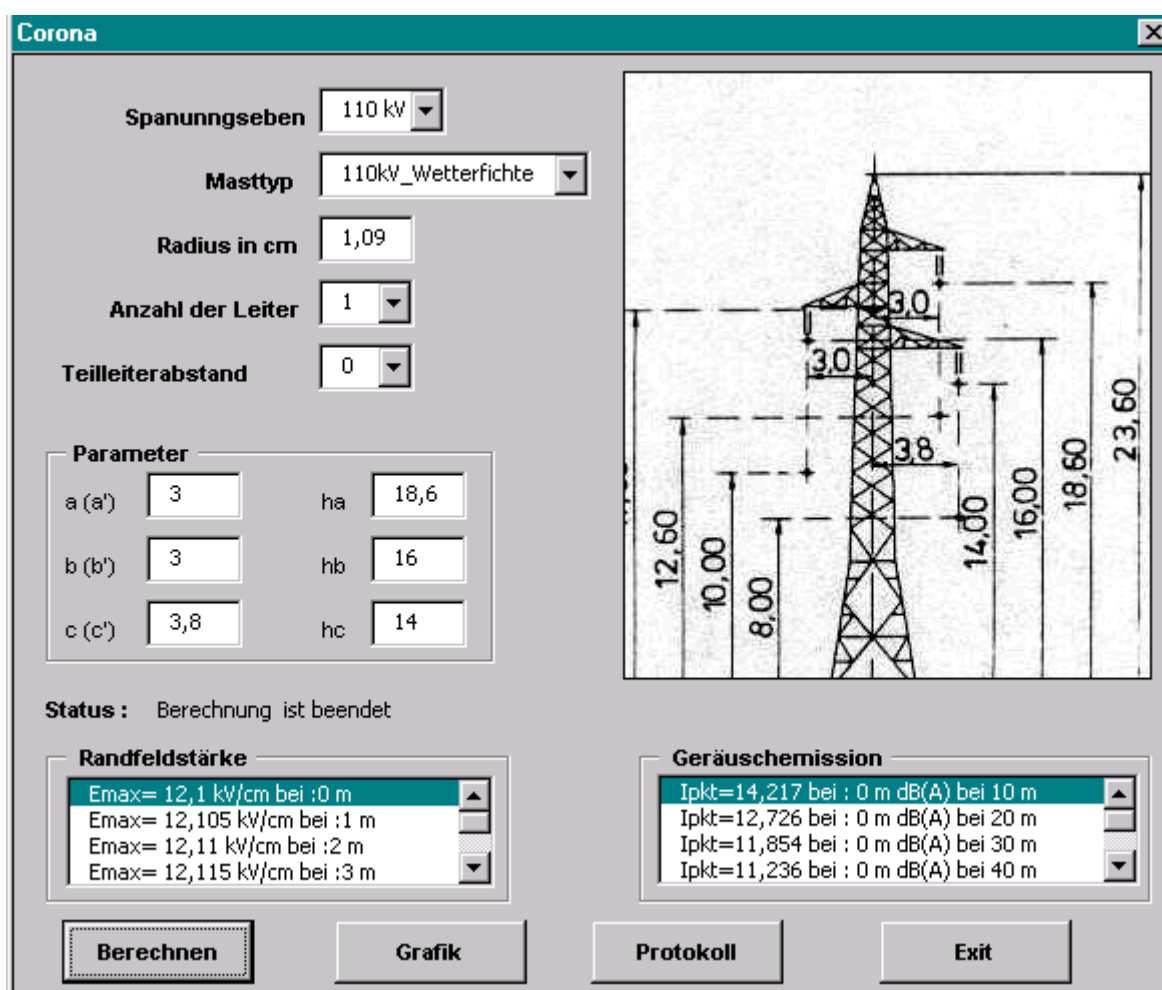 Corona
Spanunngseben 110 kV
Masttyp 110kV_Wetterfichte
Radius in cm 1,09
Anzahl der Leiter 1
Teilleiterabstand 0
Parameter
a (a') 3 ha 18,6
b (b') 3 hb 16
c (c') 3,8 hc 14
3,0
3,0
3,8
12,60
10,00
8,00
14,00
16,00
18,60
23,60
Status : Berechnung ist beendet
Randfeldstärke
Emax= 12,1 kV/cm bei :0 m
Emax= 12,105 kV/cm bei :1 m
Emax= 12,11 kV/cm bei :2 m
Emax= 12,115 kV/cm bei :3 m
Geräuschemission
Ipkt=14,217 bei : 0 m dB(A) bei 10 m
Ipkt=12,726 bei : 0 m dB(A) bei 20 m
Ipkt=11,854 bei : 0 m dB(A) bei 30 m
Ipkt=11,236 bei : 0 m dB(A) bei 40 m
Berechnen Grafik Protokoll Exit